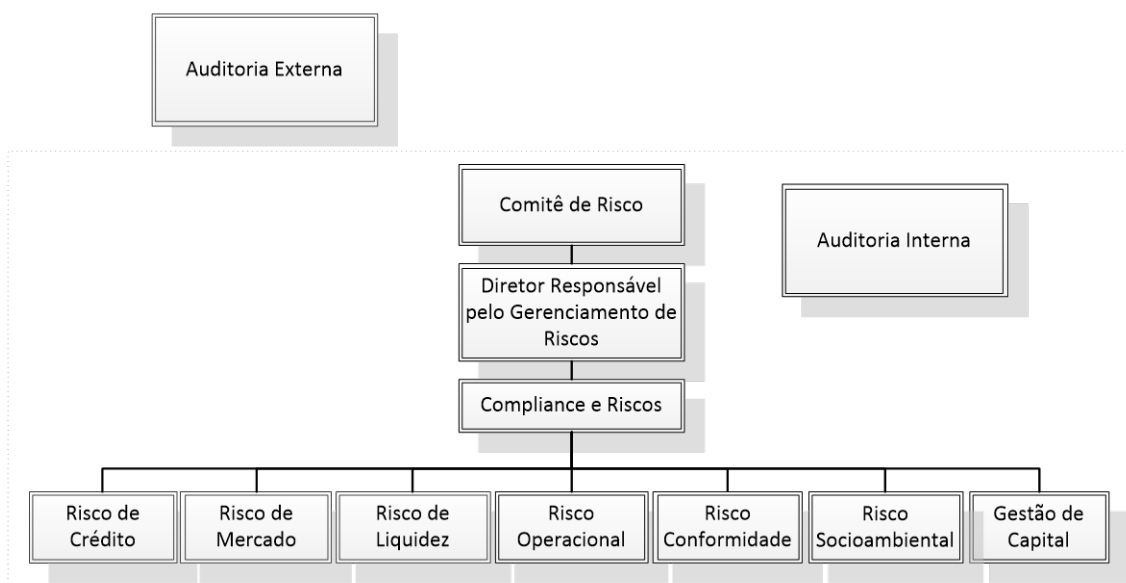 Auditoria Externa
Comitê de Risco
Auditoria Interna
Diretor Responsável
pelo Gerenciamento de
Riscos
Compliance e Riscos
Risco de
Crédito
Risco de
Mercado
Risco de
Liquidez
Risco
Operacional
Risco
Conformidade
Risco
Socioambiental
Gestão de
Capital